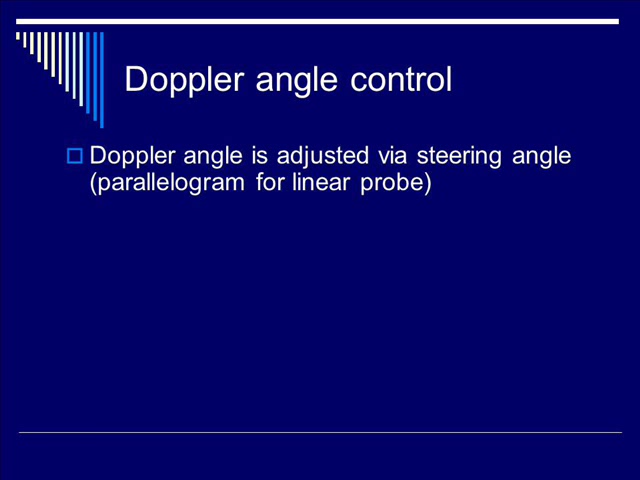 Doppler angle control
Doppler angle is adjusted via steering angle
(parallelogram for linear probe)